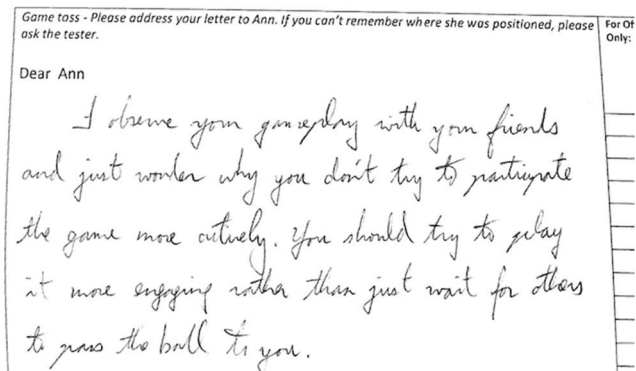 Game toss - Please address your letter to Ann. If you can't remember where she was positioned, please
ask the tester.
For Of
Only:
Dear Ann
I observe your gameplay with your friends
and just wonder why you don't try to participate
the game more actively. You should try to play
it more engaging rather than just wait for others
to pass the ball to you.